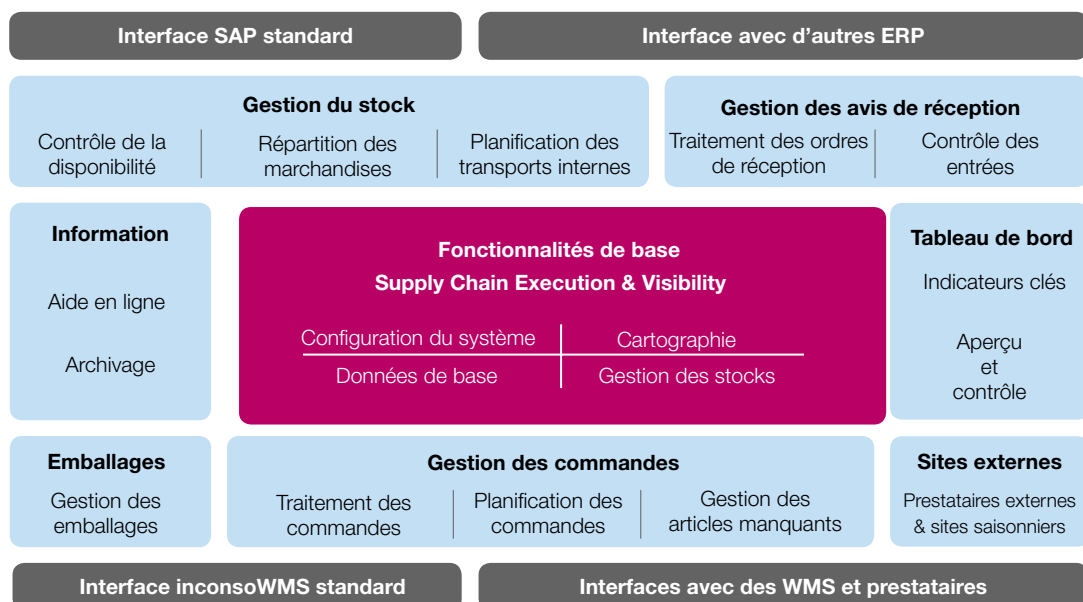 Interface SAP standard
Interface avec d’autres ERP
Gestion du stock
Contrôle de la
disponibilité
Répartition des
marchandises
Planification des
transports internes
Gestion des avis de réception
Traitement des ordres
de réception
Contrôle des
entrées
Information
Aide en ligne
Archivage
Fonctionnalités de base
Supply Chain Execution & Visibility
Configuration du système
Cartographie
Données de base
Gestion des stocks
Tableau de bord
Indicateurs clés
Aperçu
et
contrôle
Emballages
Gestion des
emballages
Gestion des commandes
Traitement des
commandes
Planification des
commandes
Gestion des
articles manquants
Sites externes
Prestataires externes
& sites saisonniers
Interface inconsoWMS standard
Interfaces avec des WMS et prestataires